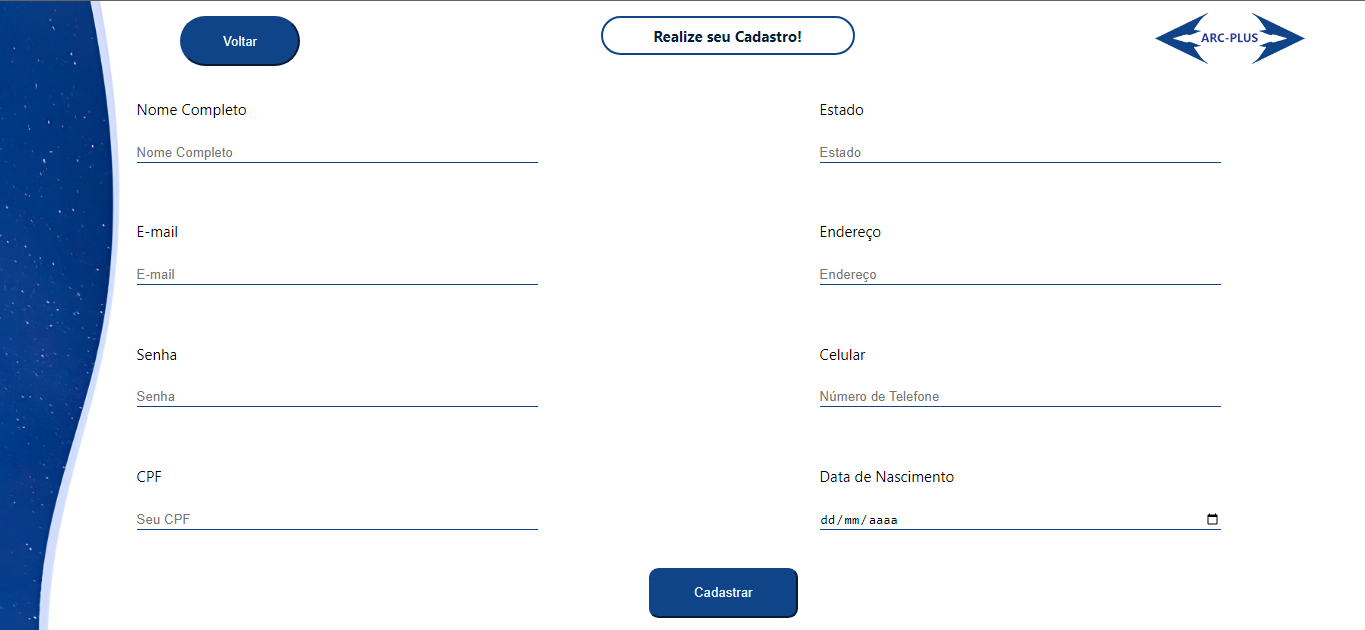 Voltar
Realize seu Cadastro!
ARC-PLUS
Nome Completo
Nome Completo
E-mail
E-mail
Senha
Senha
CPF
Seu CPF
Estado
Estado
Endereço
Endereço
Celular
Número de Telefone
Data de Nascimento
dd/mm/aaaa
Cadastrar